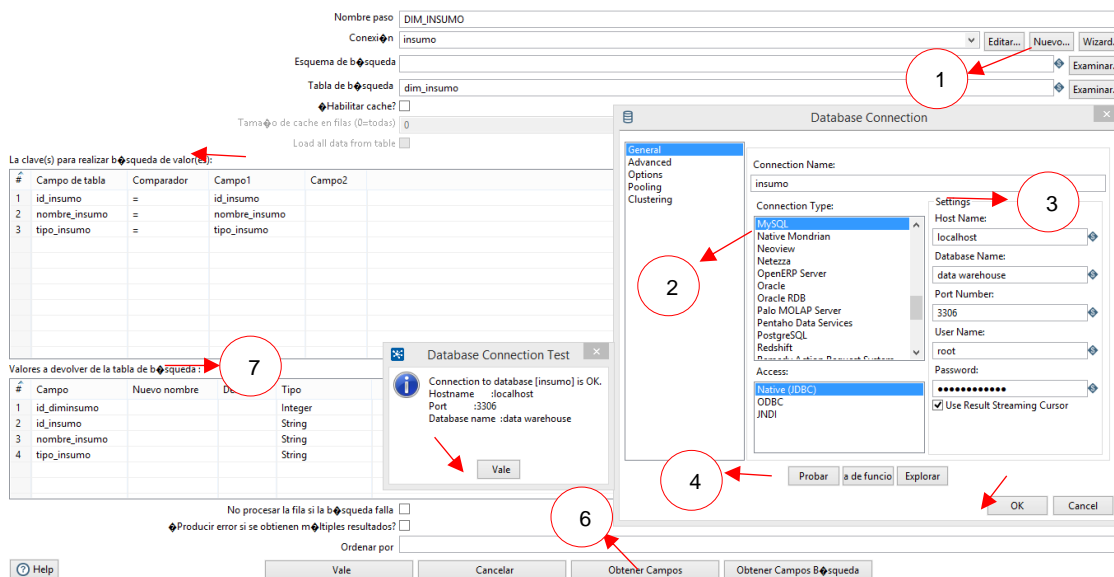 Nombre paso DIM_INSUMO
Conexi�n insumo Editar... Nuevo... Wizard.
Esquema de b�squeda Examinar.
1
Tabla de b�squeda dim_insumo Examinar.
�Habilitar cache?
Tama�o de cache en filas (0=todas) 0
Load all data from table
La clave(s) para realizar b�squeda de valor(es):
# Campo de tabla Comparador Campo1 Campo2
1 id_insumo = id_insumo
2 nombre_insumo = nombre_insumo
3 tipo_insumo = tipo_insumo
Database Connection
General
Advanced
Options
Pooling
Clustering
Connection Name:
insumo
Connection Type:
MySQL
Native Mondrian
Neoview
Netezza
OpenERP Server
Oracle
Oracle RDB
Palo MOLAP Server
Pentaho Data Services
PostgreSQL
Redshift
2
Access:
Native (JDBC)
ODBC
JNDI
Settings
3
Host Name:
localhost
Database Name:
data warehouse
Port Number:
3306
User Name:
root
Password:
●●●●●●●●●●●●
Use Result Streaming Cursor
4
Probar a de funcio Explorar
OK Cancel
Database Connection Test
Connection to database [insumo] is OK.
Hostname :localhost
Port :3306
Database name :data warehouse
Vale
7
Valores a devolver de la tabla de b�squeda :
# Campo Nuevo nombre Tipo
1 id_diminsumo Integer
2 id_insumo String
3 nombre_insumo String
4 tipo_insumo String
No procesar la fila si la b�squeda falla
�Producir error si se obtienen m�ltiples resultados?
6
Ordenar por
Help Vale Cancelar Obtener Campos Obtener Campos B�squeda